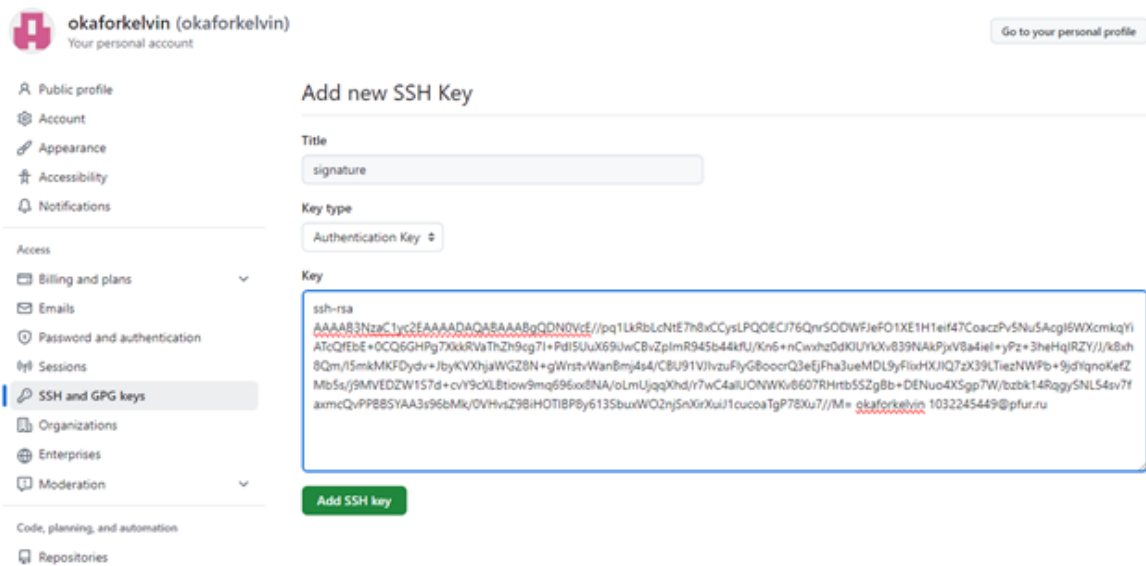 okaforkelvin (okaforkelvin)
Your personal account
Go to your personal profile
Public profile
Account
Appearance
Accessibility
Notifications
Access
Billing and plans
Emails
Password and authentication
Sessions
SSH and GPG keys
Organizations
Enterprises
Moderation
Code, planning, and automation
Repositories
Add new SSH Key
Title
signature
Key type
Authentication Key
Key
ssh-rsa
okaforkelvin 1032245449@pfur.ru
Add SSH key